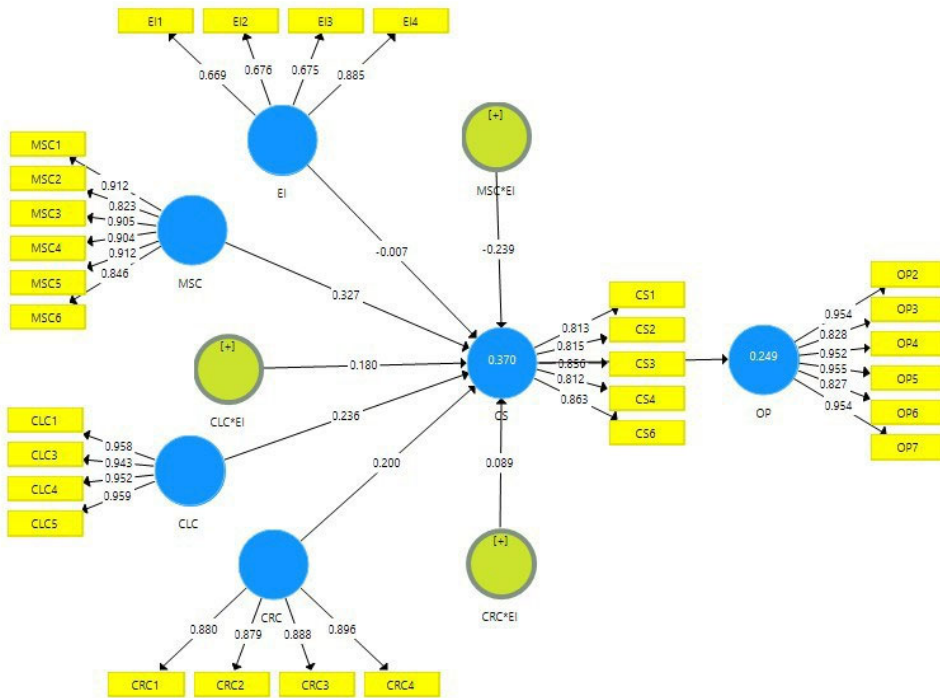 EI1 EI2 EI3 EI4
0.669 0.676 0.675 0.885
EI
[+]
MSC*EI
MSC1
MSC2
MSC3
MSC4
MSC5
MSC6
0.912
0.823
0.905
0.904
0.912
0.846
MSC
-0.007
-0.239
0.327
[+]
CLC*EI
0.180
0.236
0.370
CS
CS1
CS2
CS3
CS4
CS6
0.813
0.815
0.812
0.863
0.249
OP
OP2
OP3
OP4
OP5
OP6
OP7
0.954
0.828
0.952
0.955
0.827
0.954
CLC1
CLC3
CLC4
CLC5
0.958
0.943
0.952
0.959
CLC
0.200
0.089
[+]
CRC*EI
CRC
0.880 0.879 0.888 0.896
CRC1 CRC2 CRC3 CRC4